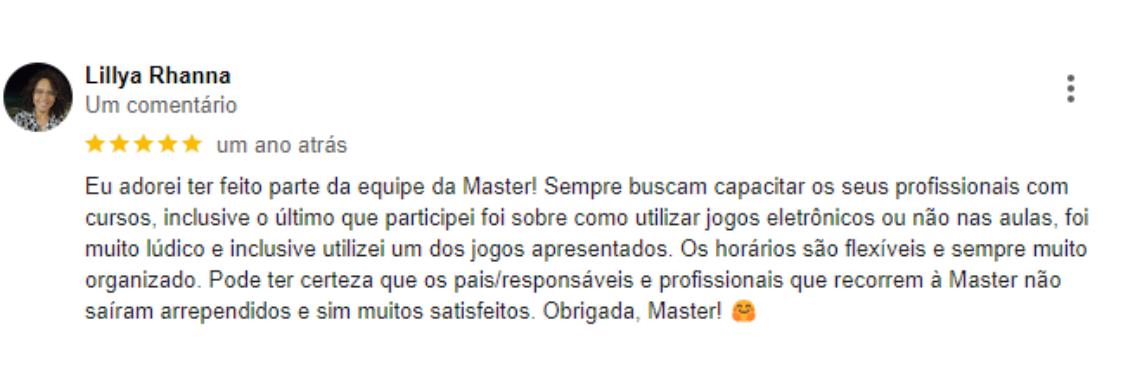 Lillya Rhanna
Um comentário
um ano atrás
Eu adorei ter feito parte da equipe da Master! Sempre buscam capacitar os seus profissionais com
cursos, inclusive o último que participei foi sobre como utilizar jogos eletrônicos ou não nas aulas, foi
muito lúdico e inclusive utilizei um dos jogos apresentados. Os horários são flexíveis e sempre muito
organizado. Pode ter certeza que os pais/responsáveis e profissionais que recorrem à Master não
saíram arrependidos e sim muitos satisfeitos. Obrigada, Master! 🤗